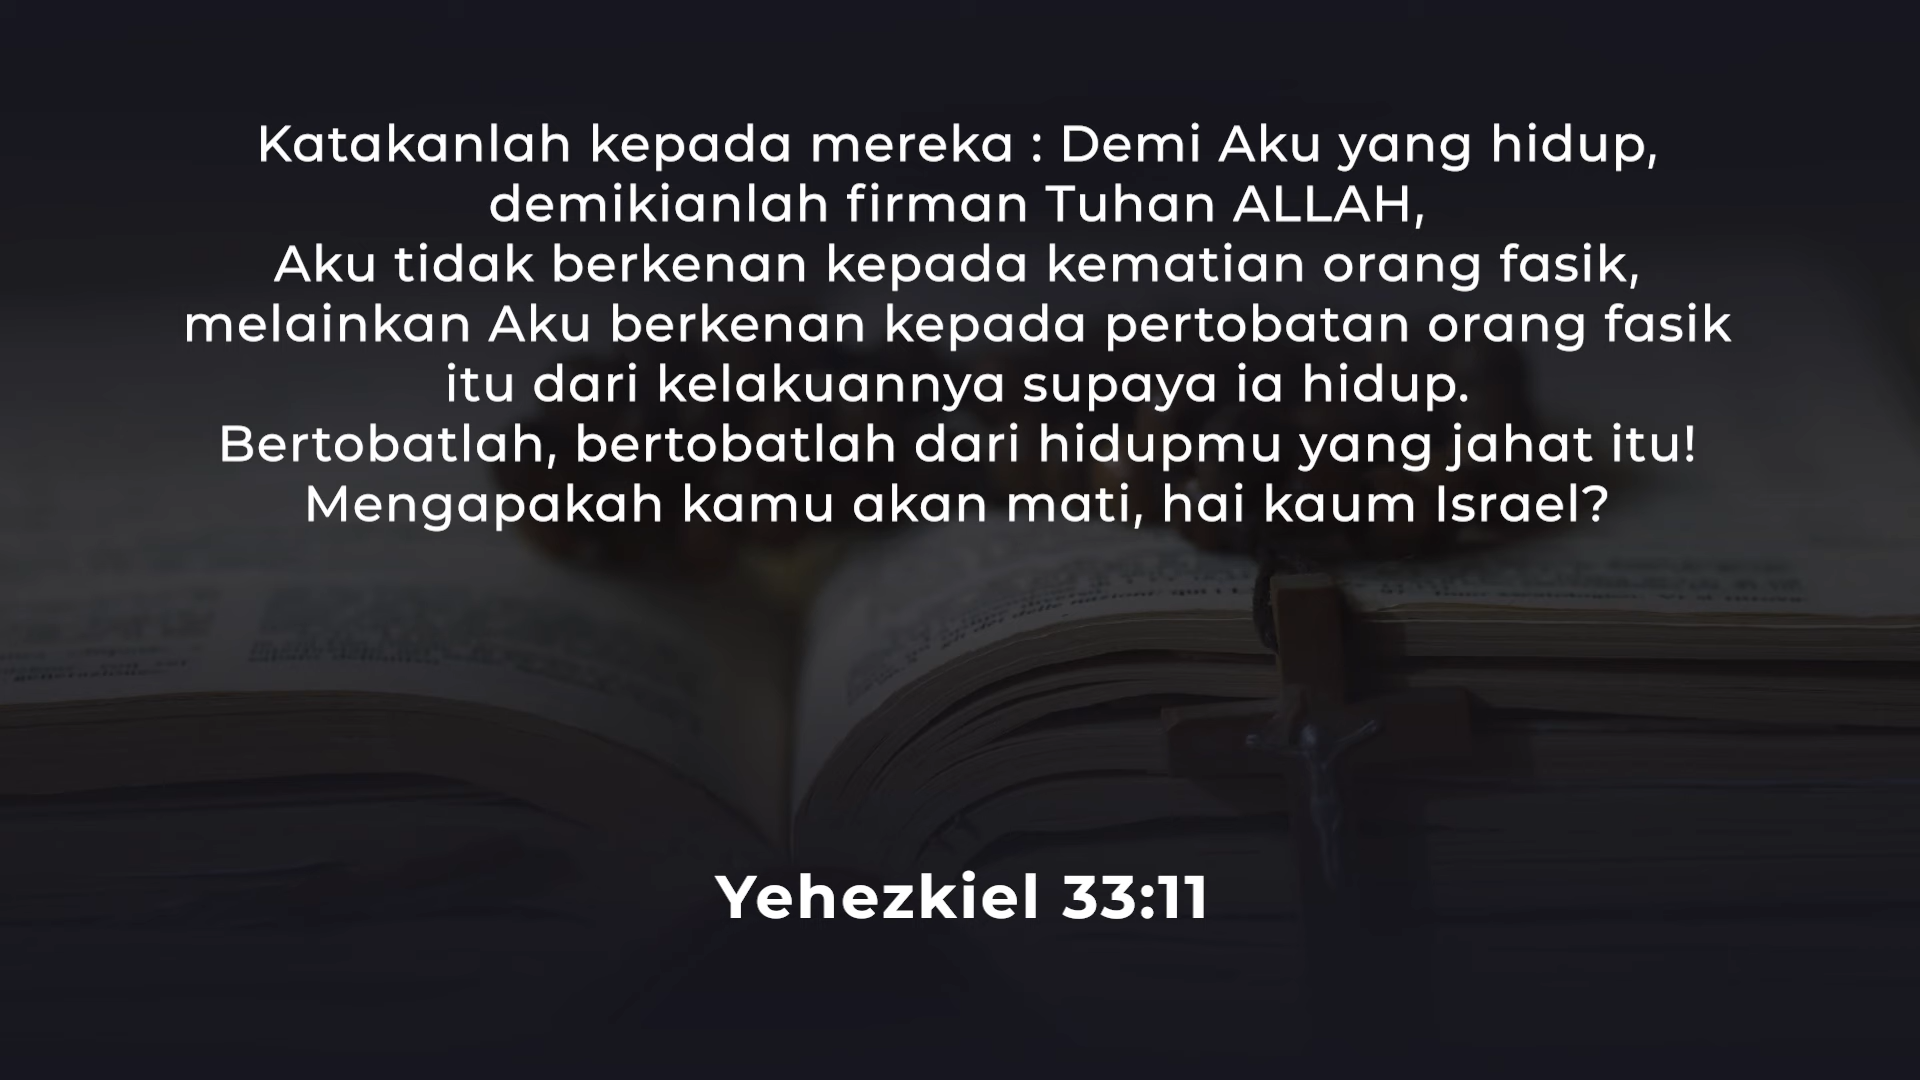 Katakanlah kepada mereka : Demi Aku yang hidup,
demikianlah firman Tuhan ALLAH,
Aku tidak berkenan kepada kematian orang fasik,
melainkan Aku berkenan kepada pertobatan orang fasik
itu dari kelakuannya supaya ia hidup.
Bertobatlah, bertobatlah dari hidupmu yang jahat itu!
Mengapakah kamu akan mati, hai kaum Israel?
Yehezkiel 33:11